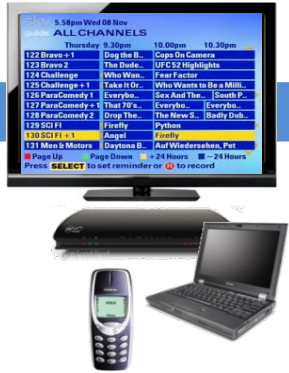 sky 5.58pm Wed 08 Nov
guide ALL CHANNELS
Thursday 9.30pm 10.00pm 10.30pm
122 Bravo +1 Dog the B.. Cops On Camera
123 Bravo 2 The Dude.. UFC 52 Highlights
124 Challenge Who Wan.. Fear Factor
125 Challenge +1 Take It Or.. Who Wants to Be a Milli..
126 ParaComedy 1 Everybo.. Sex And The.. South P..
127 ParaComedy +1 That 70's.. Everybo.. Everybo..
128 ParaComedy 2 Drop The.. The New S.. Badly Dub..
129 SCI FI Firefly Python
130 SCI FI +1 Angel Firefly
131 Men & Motors Daytona B.. Auf Wiedersehen, Pet
Page Up Page Down +24 Hours -24 Hours
Press SELECT to set reminder or R to record
NOKIA